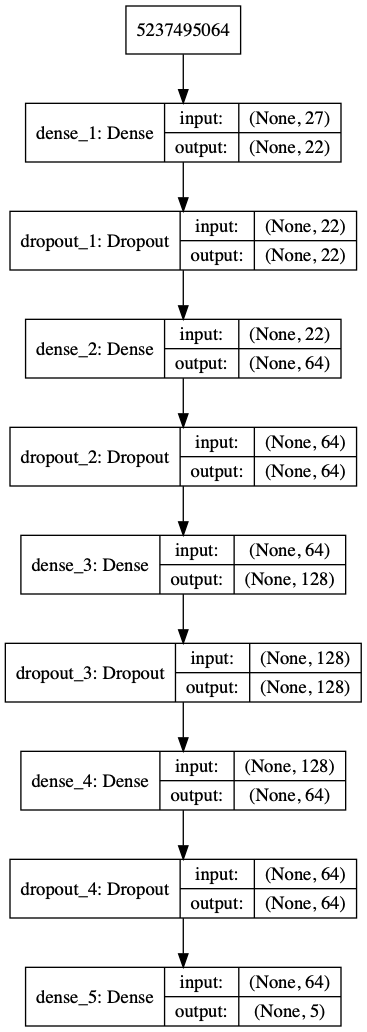 5237495064
dense_1: Dense
input: (None, 27)
output: (None, 22)
dropout_1: Dropout
input: (None, 22)
output: (None, 22)
dense_2: Dense
input: (None, 22)
output: (None, 64)
dropout_2: Dropout
input: (None, 64)
output: (None, 64)
dense_3: Dense
input: (None, 64)
output: (None, 128)
dropout_3: Dropout
input: (None, 128)
output: (None, 128)
dense_4: Dense
input: (None, 128)
output: (None, 64)
dropout_4: Dropout
input: (None, 64)
output: (None, 64)
dense_5: Dense
input: (None, 64)
output: (None, 5)